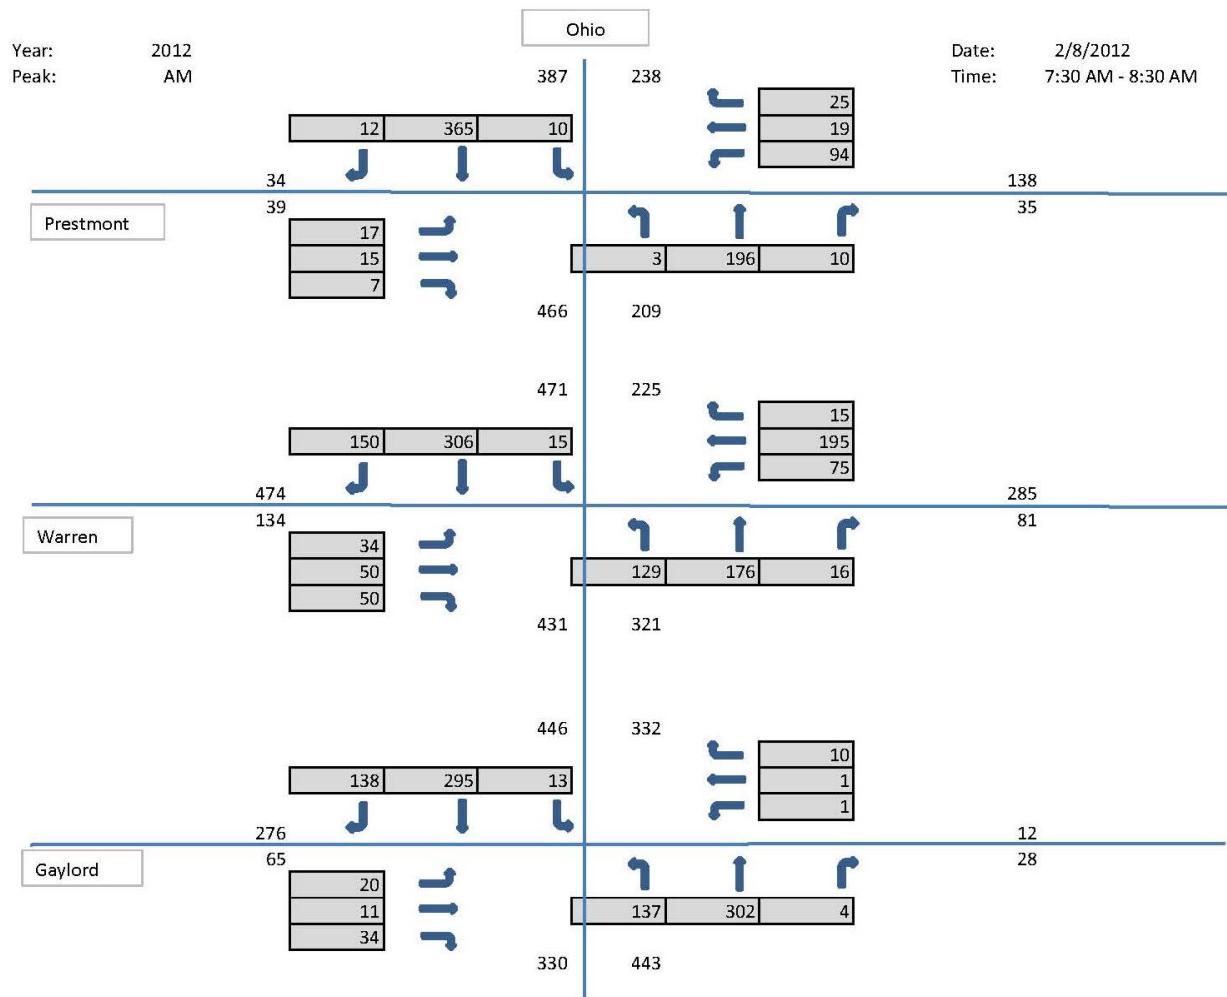 Ohio
Year: 2012 Date: 2/8/2012
Peak: AM 387 238 Time: 7:30 AM - 8:30 AM
25
12 365 10 19
94
34 138
39 35
Prestmont
17
15 3 196 10
7
466 209
471 225
15
150 306 15 195
75
474 285
134 81
Warren
34
50 129 176 16
50
431 321
446 332
10
138 295 13 1
1
276 12
65 28
Gaylord
20
11 137 302 4
34
330 443